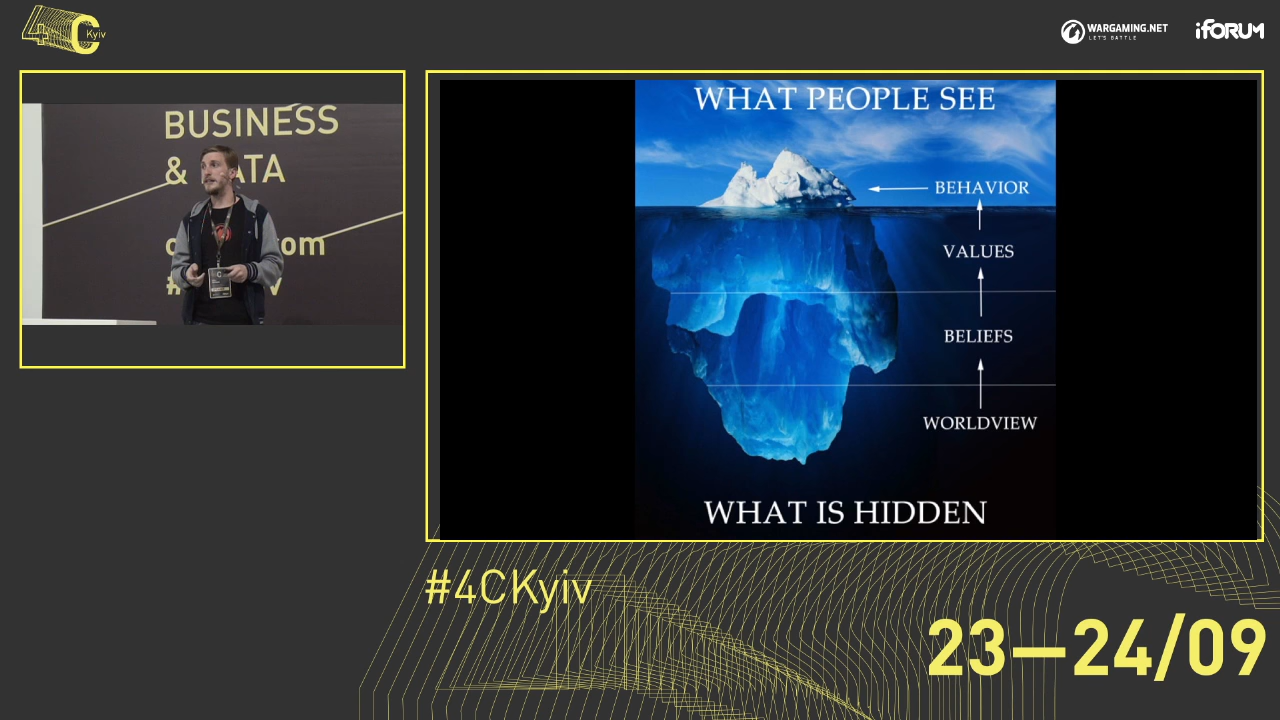 4C Kyiv
WARGAMING.NET
LET'S BATTLE
iFORUM
BUSINESS
& ATA
om
WHAT PEOPLE SEE
BEHAVIOR
VALUES
BELIEFS
WORLDVIEW
WHAT IS HIDDEN
#4CKyiv
23—24/09